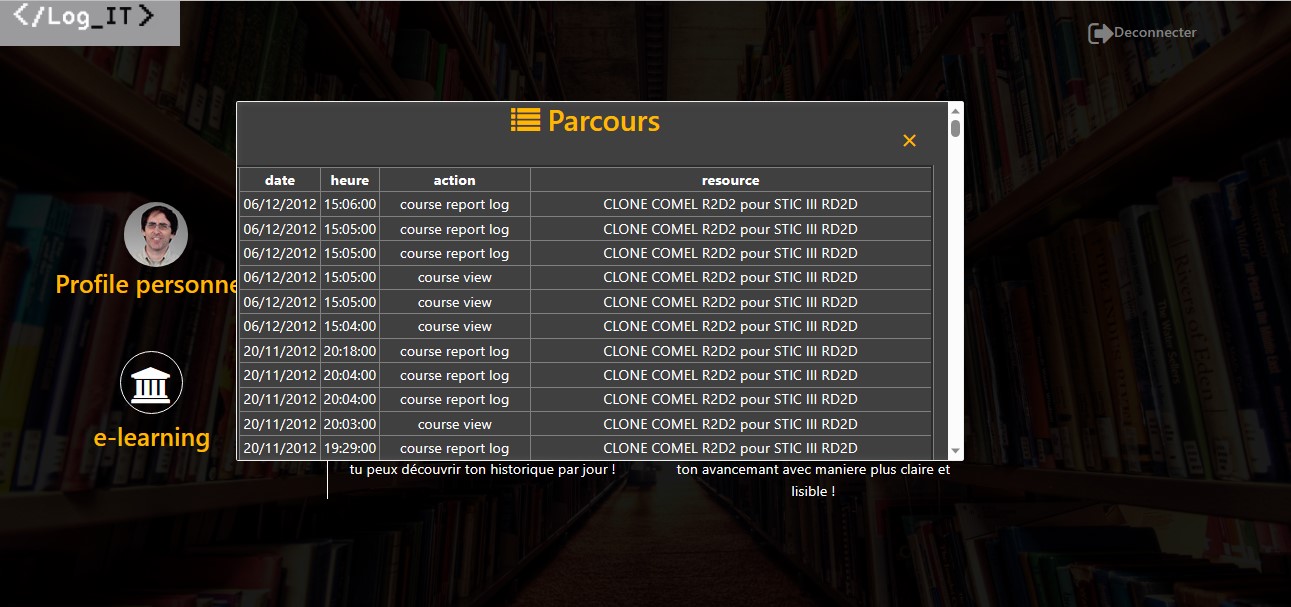 </Log_IT >
Deconnecter
Parcours
×
date heure action resource
06/12/2012 15:06:00 course report log CLONE COMEL R2D2 pour STIC III RD2D
06/12/2012 15:05:00 course report log CLONE COMEL R2D2 pour STIC III RD2D
06/12/2012 15:05:00 course report log CLONE COMEL R2D2 pour STIC III RD2D
06/12/2012 15:05:00 course view CLONE COMEL R2D2 pour STIC III RD2D
06/12/2012 15:05:00 course view CLONE COMEL R2D2 pour STIC III RD2D
06/12/2012 15:04:00 course view CLONE COMEL R2D2 pour STIC III RD2D
20/11/2012 20:18:00 course report log CLONE COMEL R2D2 pour STIC III RD2D
20/11/2012 20:04:00 course report log CLONE COMEL R2D2 pour STIC III RD2D
20/11/2012 20:04:00 course report log CLONE COMEL R2D2 pour STIC III RD2D
20/11/2012 20:03:00 course view CLONE COMEL R2D2 pour STIC III RD2D
20/11/2012 19:29:00 course report log CLONE COMEL R2D2 pour STIC III RD2D
Profile personne
e-learning
tu peux découvrir ton historique par jour !
ton avancemant avec maniere plus claire et
lisible !
Rivers of Eden